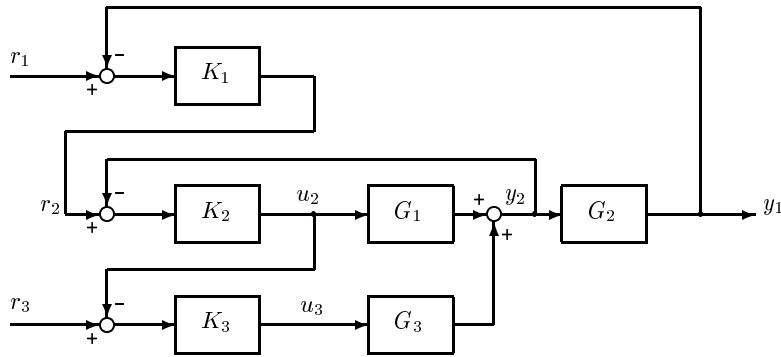 −
r₁ K₁
+
−
u₂ + y₂
r₂ K₂ G₁ G₂ y₁
+ +
r₃ − u₃
K₃ G₃
+